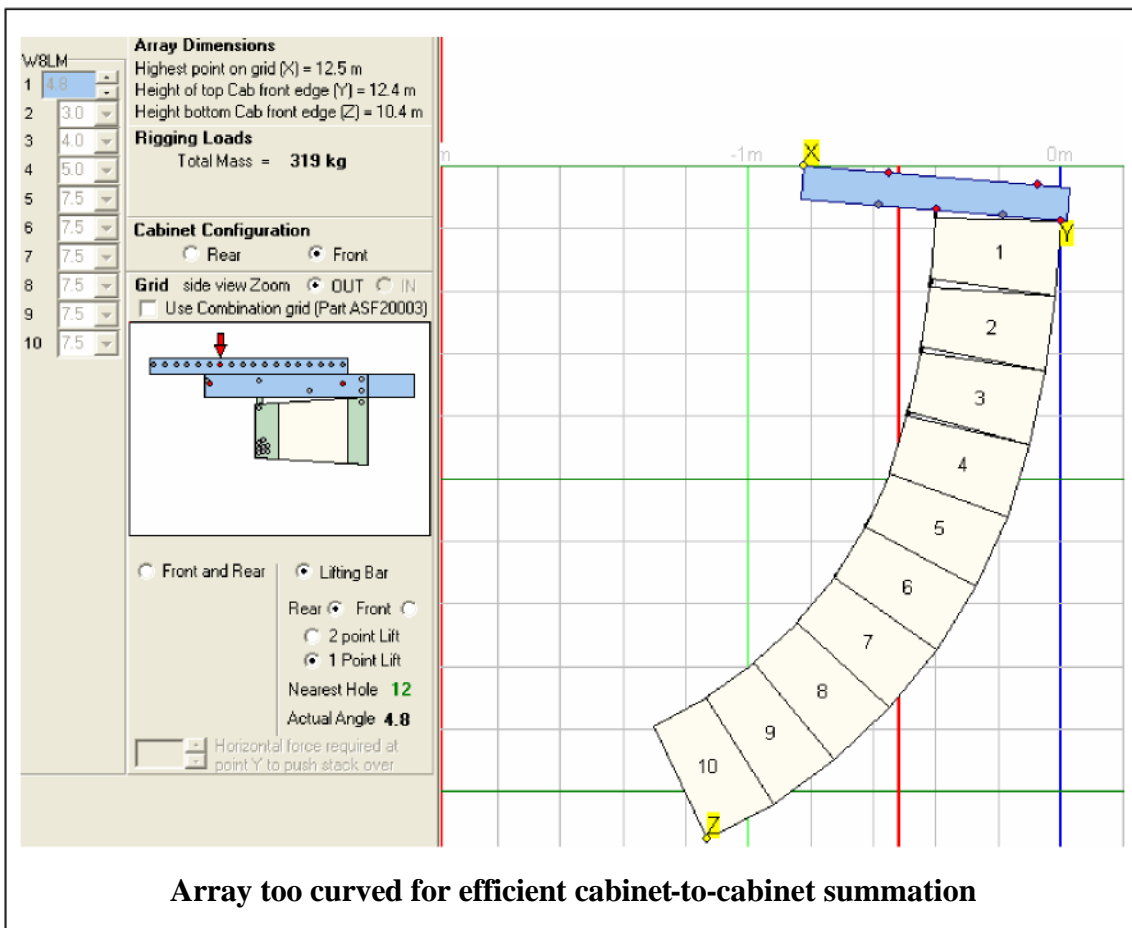 W8LM
1 4.8
2 3.0
3 4.0
4 5.0
5 7.5
6 7.5
7 7.5
8 7.5
9 7.5
10 7.5
Array Dimensions
Highest point on grid (X) = 12.5 m
Height of top Cab front edge (Y) = 12.4 m
Height bottom Cab front edge (Z) = 10.4 m
Rigging Loads
Total Mass = 319 kg
Cabinet Configuration
Rear Front
Grid side view Zoom OUT IN
Use Combination grid (Part ASF20003)
Front and Rear Lifting Bar
Rear Front
2 point Lift
1 Point Lift
Nearest Hole 12
Actual Angle 4.8
Horizontal force required at
point Y to push stack over
m -1m 0m
X
Y
1
2
3
4
5
6
7
8
9
10
Z
Array too curved for efficient cabinet-to-cabinet summation